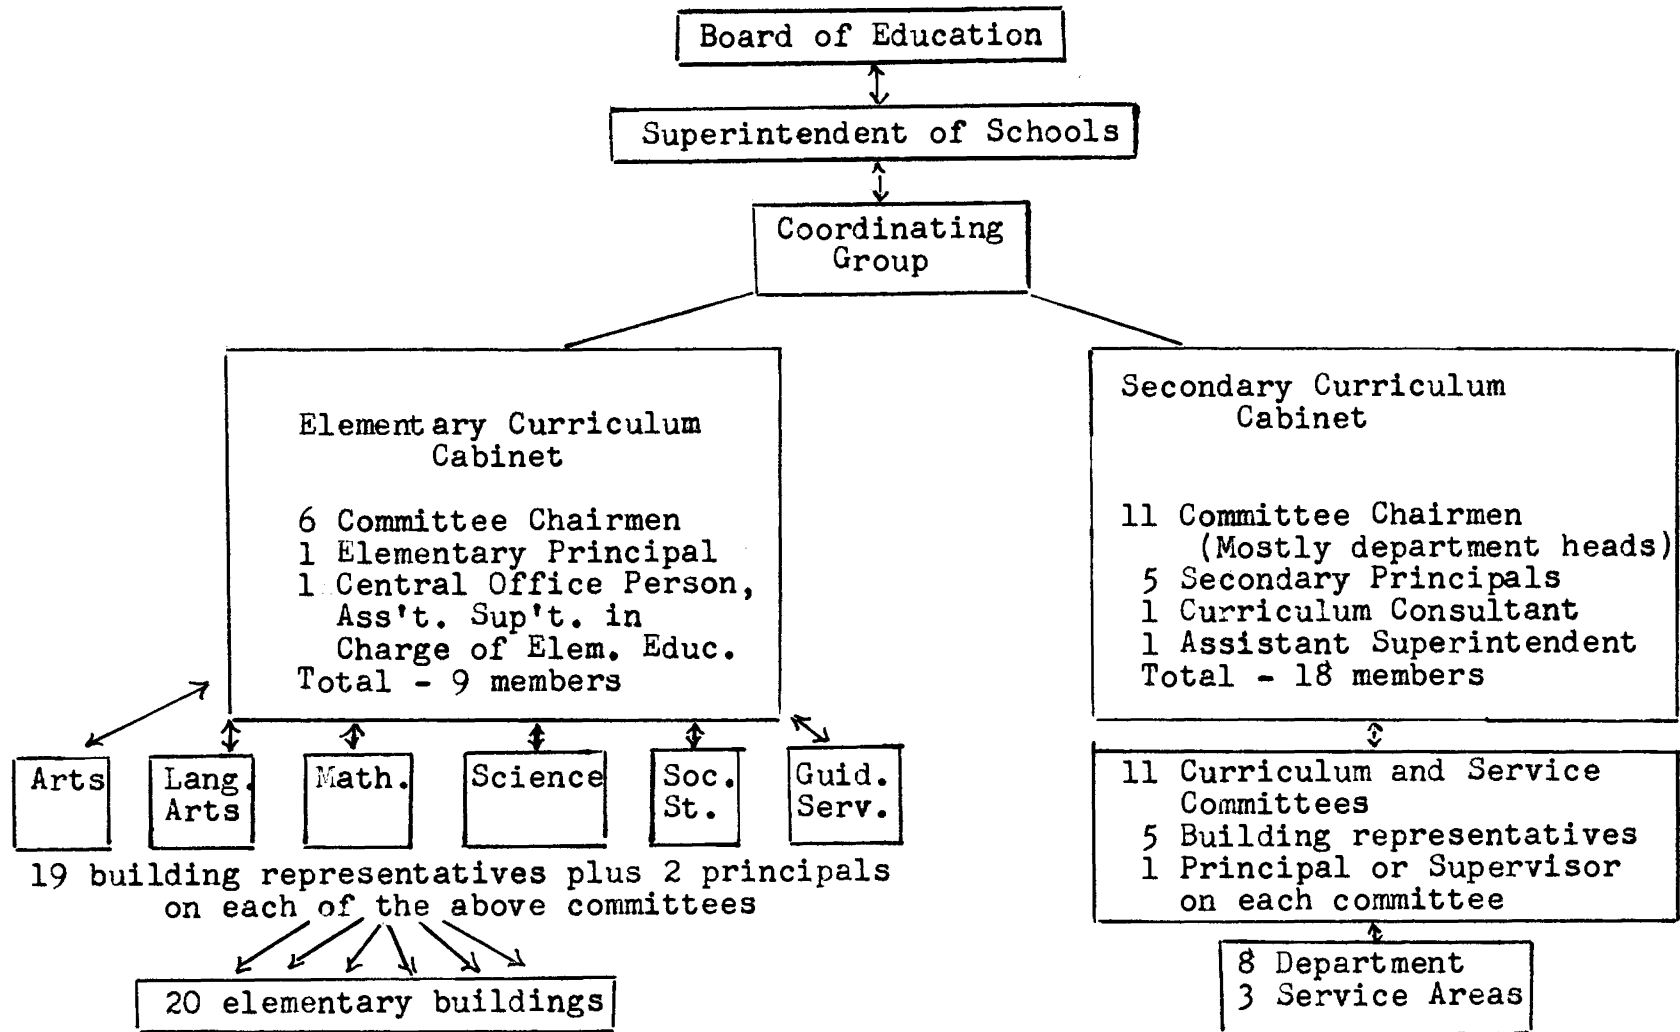 Board of Education
Superintendent of Schools
Coordinating
Group
Elementary Curriculum
Cabinet
6 Committee Chairmen
1 Elementary Principal
1 Central Office Person,
Ass't. Sup't. in
Charge of Elem. Educ.
Total - 9 members
Secondary Curriculum
Cabinet
11 Committee Chairmen
(Mostly department heads)
5 Secondary Principals
1 Curriculum Consultant
1 Assistant Superintendent
Total - 18 members
Arts
Lang.
Arts
Math.
Science
Soc.
St.
Guid.
Serv.
19 building representatives plus 2 principals
on each of the above committees
20 elementary buildings
11 Curriculum and Service
Committees
5 Building representatives
1 Principal or Supervisor
on each committee
8 Department
3 Service Areas